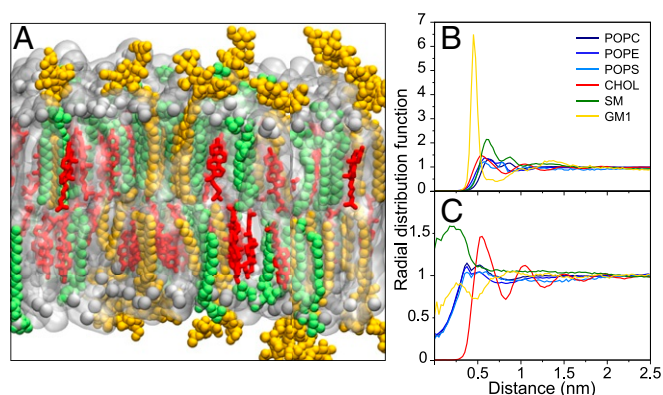 A
B
7
6
5
4
3
2
1
0
POPC
POPE
POPS
CHOL
SM
GM1
Radial distribution function
C
1.5
1
0.5
0
0.5
1
1.5
2
2.5
Distance (nm)